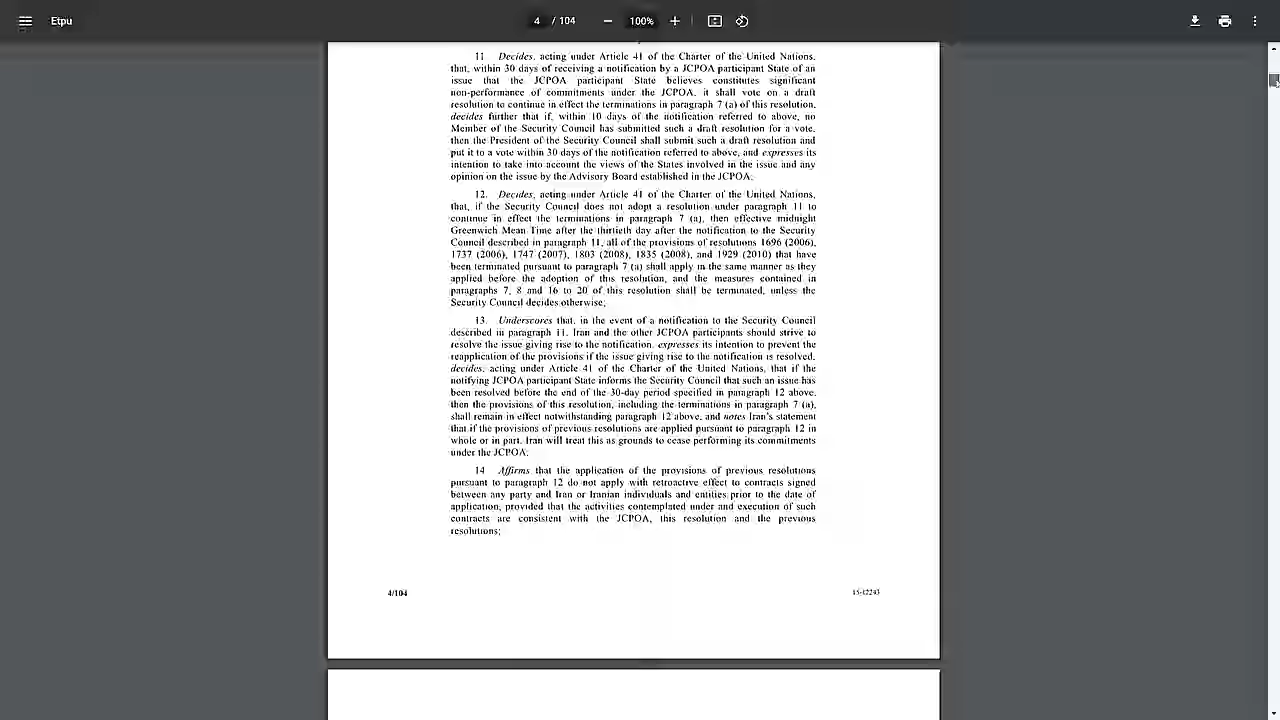 Etpu
4 / 104
100%
11 Decides, acting under Article 41 of the Charter of the United Nations,
that, within 30 days of receiving a notification by a JCPOA participant State of an
issue that the JCPOA participant State believes constitutes significant
non-performance of commitments under the JCPOA, it shall vote on a draft
resolution to continue in effect the terminations in paragraph 7 (a) of this resolution,
decides further that if, within 10 days of the notification referred to above, no
Member of the Security Council has submitted such a draft resolution for a vote,
then the President of the Security Council shall submit such a draft resolution and
put it to a vote within 30 days of the notification referred to above, and expresses its
intention to take into account the views of the States involved in the issue and any
opinion on the issue by the Advisory Board established in the JCPOA;
12. Decides, acting under Article 41 of the Charter of the United Nations,
that, if the Security Council does not adopt a resolution under paragraph 11 to
continue in effect the terminations in paragraph 7 (a), then effective midnight
Greenwich Mean Time after the thirtieth day after the notification to the Security
Council described in paragraph 11, all of the provisions of resolutions 1696 (2006),
1737 (2006), 1747 (2007), 1803 (2008), 1835 (2008), and 1929 (2010) that have
been terminated pursuant to paragraph 7 (a) shall apply in the same manner as they
applied before the adoption of this resolution, and the measures contained in
paragraphs 7, 8 and 16 to 20 of this resolution shall be terminated, unless the
Security Council decides otherwise;
13. Underscores that, in the event of a notification to the Security Council
described in paragraph 11, Iran and the other JCPOA participants should strive to
resolve the issue giving rise to the notification, expresses its intention to prevent the
reapplication of the provisions if the issue giving rise to the notification is resolved,
decides, acting under Article 41 of the Charter of the United Nations, that if the
notifying JCPOA participant State informs the Security Council that such an issue has
been resolved before the end of the 30-day period specified in paragraph 12 above,
then the provisions of this resolution, including the terminations in paragraph 7 (a),
shall remain in effect notwithstanding paragraph 12 above, and notes Iran's statement
that if the provisions of previous resolutions are applied pursuant to paragraph 12 in
whole or in part, Iran will treat this as grounds to cease performing its commitments
under the JCPOA;
14 Affirms that the application of the provisions of previous resolutions
pursuant to paragraph 12 do not apply with retroactive effect to contracts signed
between any party and Iran or Iranian individuals and entities prior to the date of
application, provided that the activities contemplated under and execution of such
contracts are consistent with the JCPOA, this resolution and the previous
resolutions;
4/104
15-12243